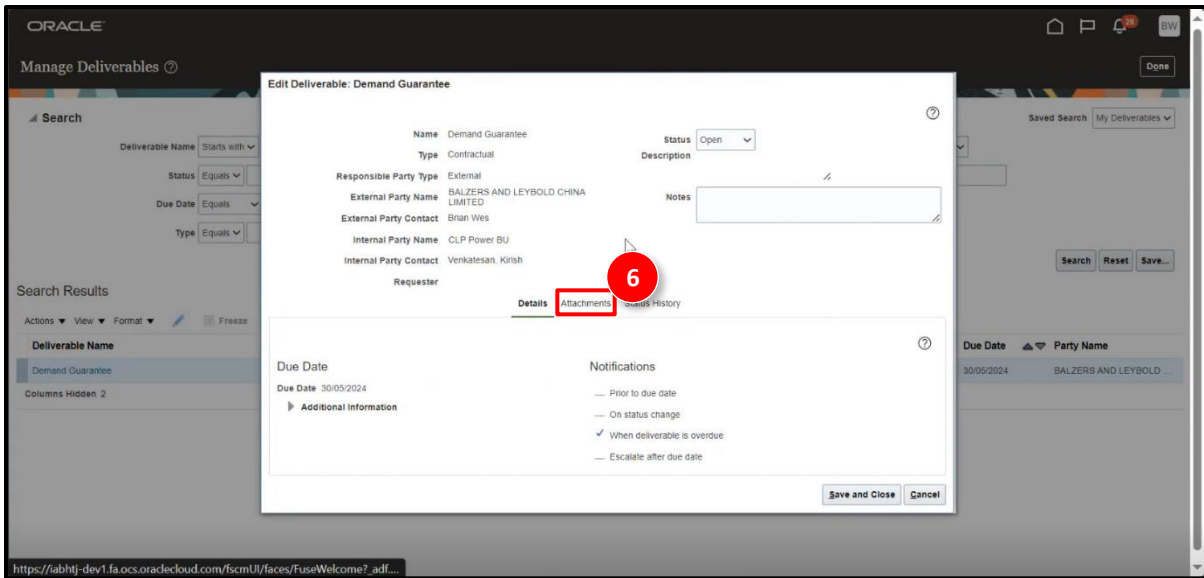 ORACLE
29
BW
Manage Deliverables
Done
Search
Saved Search My Deliverables
Deliverable Name Starts with
Status Equals
Due Date Equals
Type Equals
Search Reset Save...
Search Results
Actions View Format Freeze
Deliverable Name
Due Date Party Name
Demand Guarantee
30/05/2024 BALZERS AND LEYBOLD ...
Columns Hidden 2
Edit Deliverable: Demand Guarantee
Name Demand Guarantee
Type Contractual
Responsible Party Type External
External Party Name BALZERS AND LEYBOLD CHINA
LIMITED
External Party Contact Brian Wes
Internal Party Name CLP Power BU
Internal Party Contact Venkatesan, Kirish
Requester
Status Open
Description
Notes
6
Details Attachments Status History
Due Date
Due Date 30/05/2024
Additional Information
Notifications
Prior to due date
On status change
When deliverable is overdue
Escalate after due date
Save and Close Cancel
https://iabhtj-dev1.fa.ocs.oraclecloud.com/fscmUI/faces/FuseWelcome?_adf....